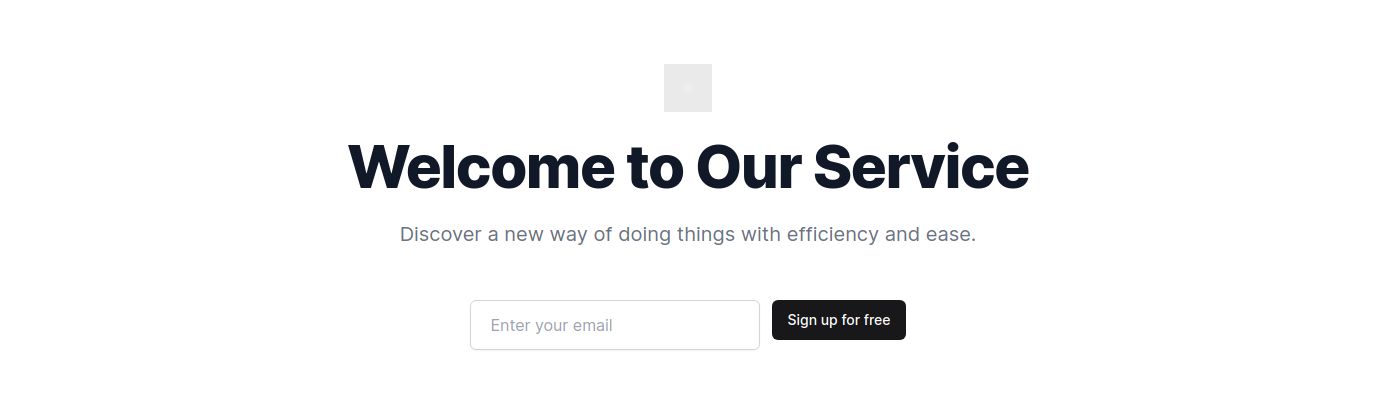 Welcome to Our Service
Discover a new way of doing things with efficiency and ease.
Enter your email
Sign up for free